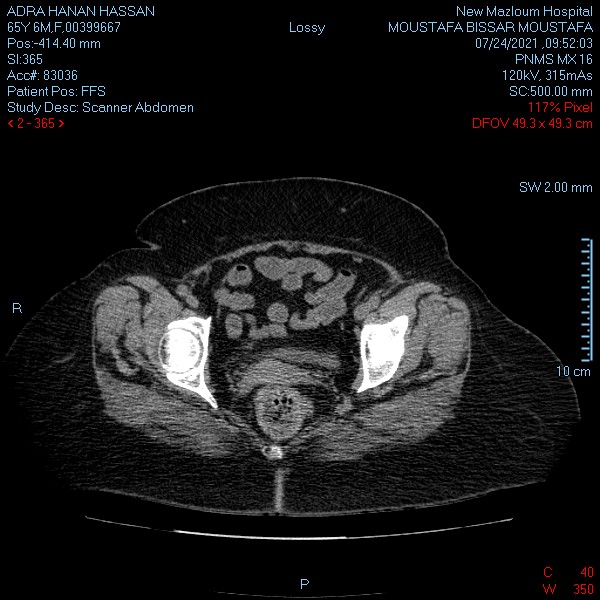 ADRA HANAN HASSAN
65Y 6M,F,00399667
Pos:-414.40 mm
SI:365
Acc#: 83036
Patient Pos: FFS
Study Desc: Scanner Abdomen
< 2 - 365 >
Lossy
New Mazloum Hospital
MOUSTAFA BISSAR MOUSTAFA
07/24/2021 ,09:52:03
PNMS MX 16
120kV, 315mAs
SC:500.00 mm
117% Pixel
DFOV 49.3 x 49.3 cm
SW 2.00 mm
R
10 cm
P
C 40
W 350